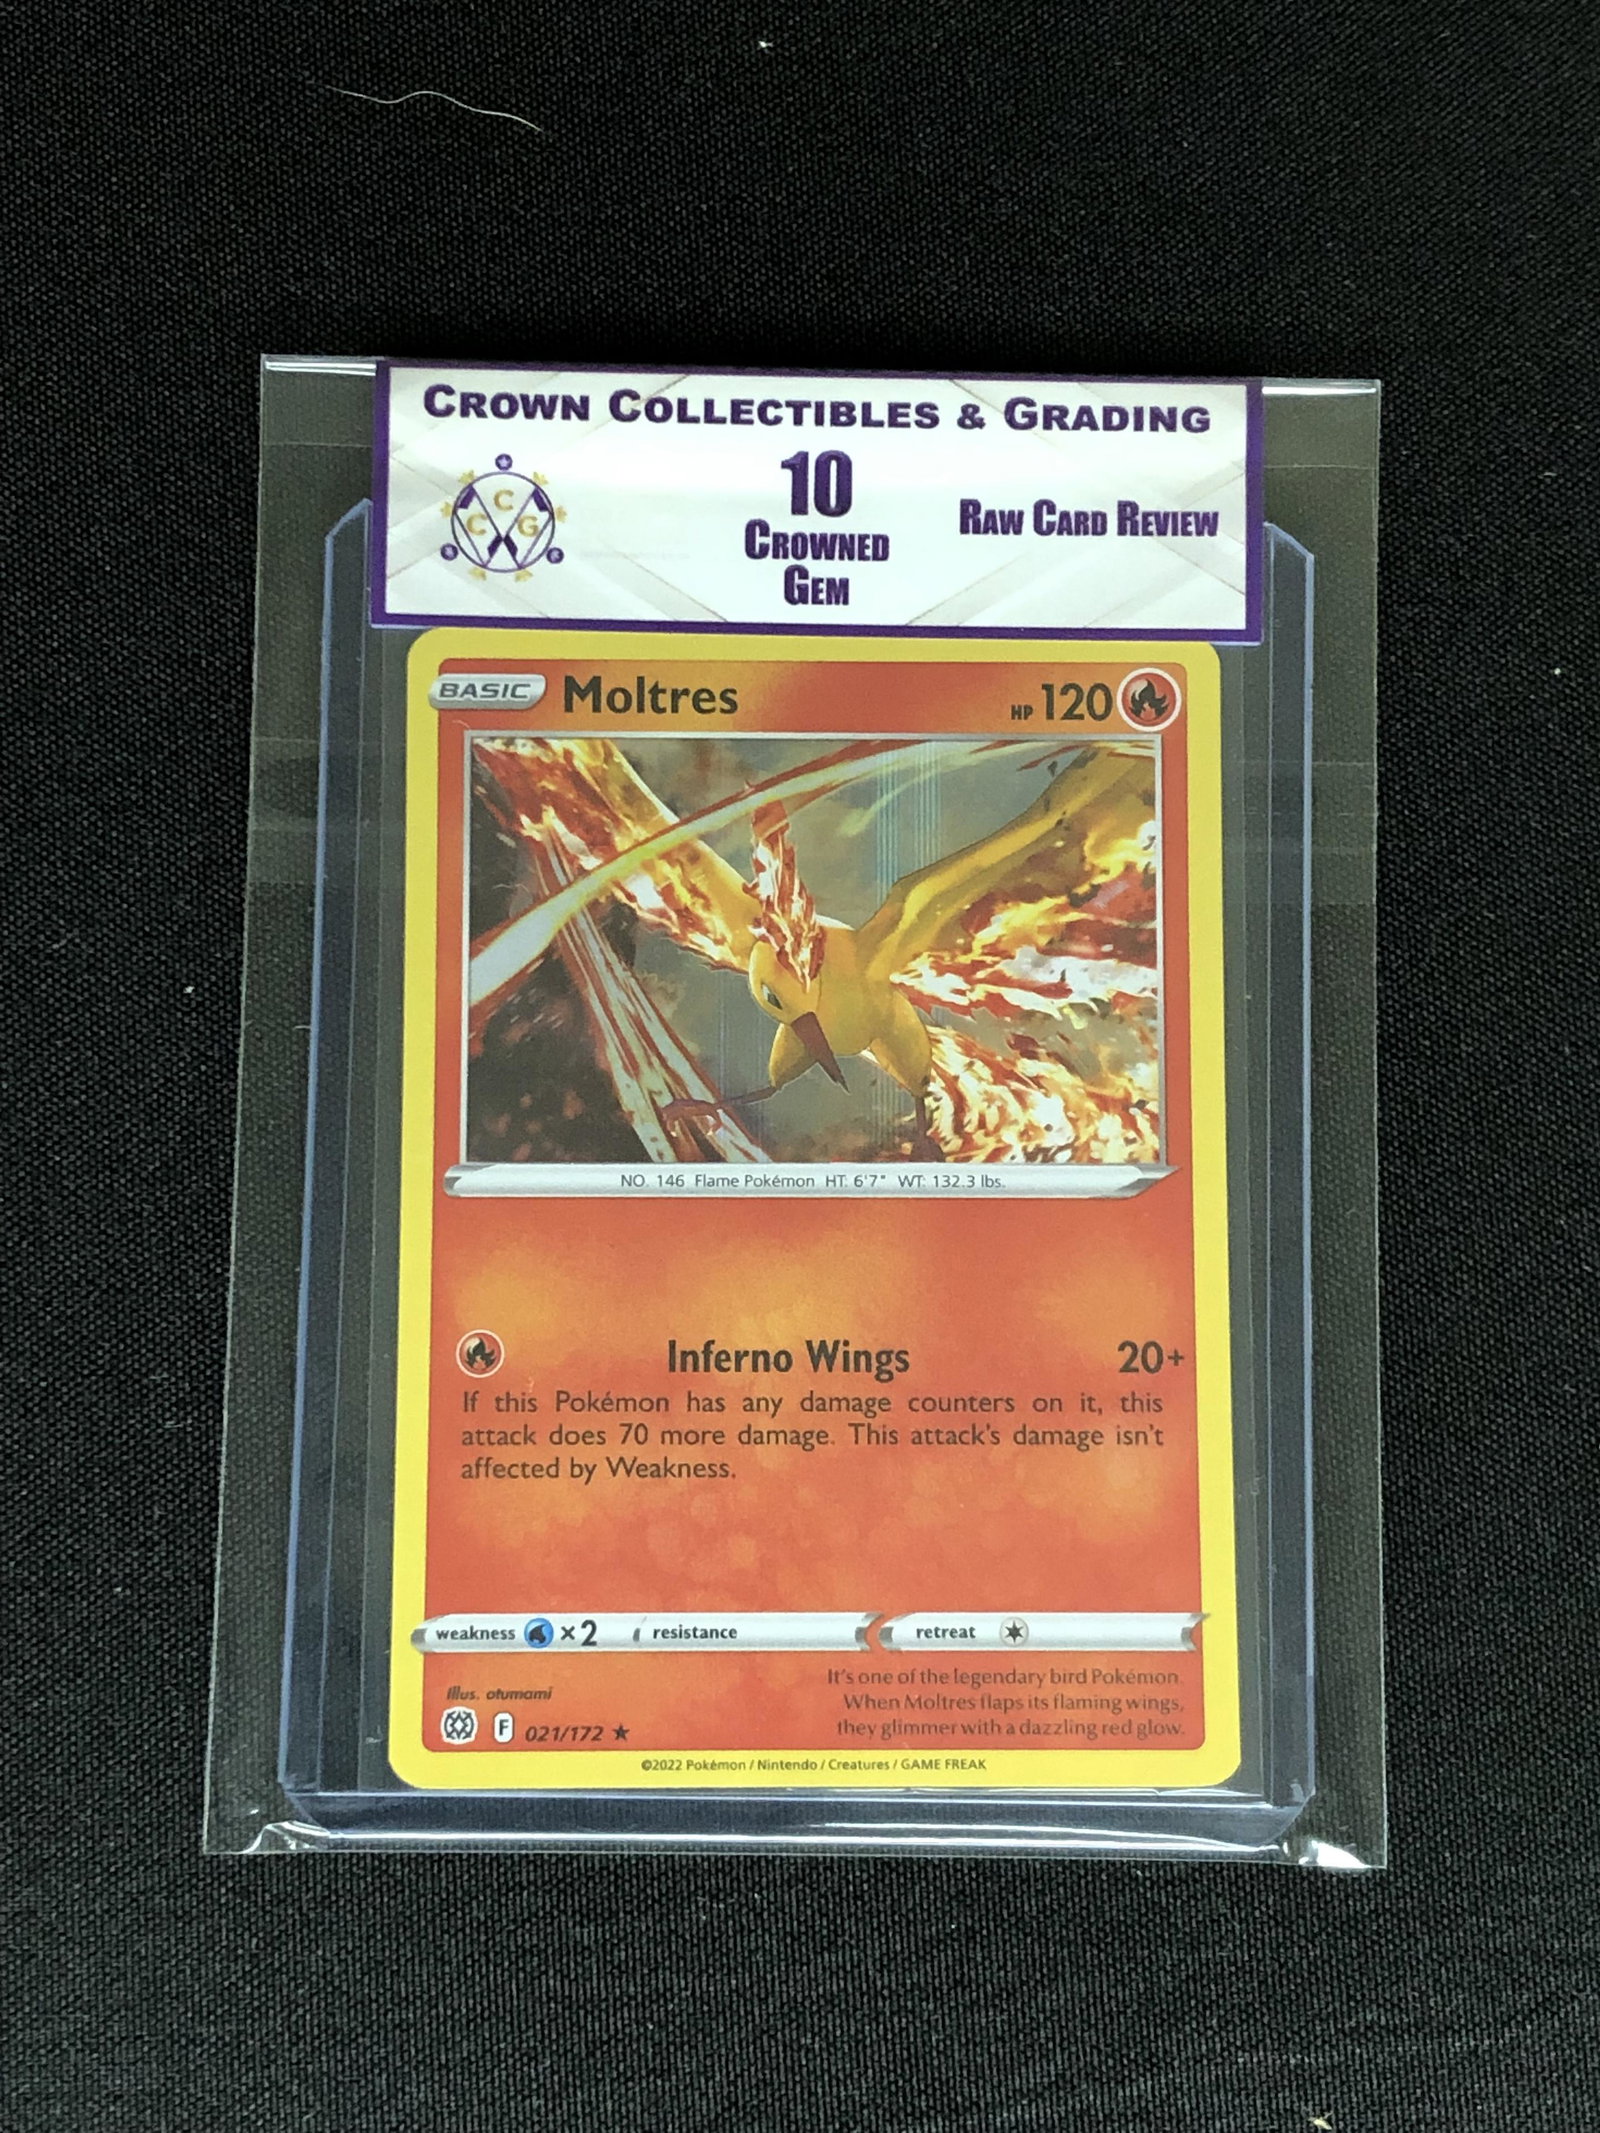 CROWN COLLECTIBLES & GRADING
C
C G
10
CROWNED
GEM
RAW CARD REVIEW
BASIC Moltres HP 120
NO. 146 Flame Pokémon HT: 6'7" WT: 132.3 lbs.
Inferno Wings 20+
If this Pokémon has any damage counters on it, this
attack does 70 more damage. This attack's damage isn't
affected by Weakness.
weakness ×2 resistance retreat
Illus. otumami
It's one of the legendary bird Pokémon.
When Moltres flaps its flaming wings,
they glimmer with a dazzling red glow.
F 021/172 ★
©2022 Pokémon / Nintendo / Creatures / GAME FREAK